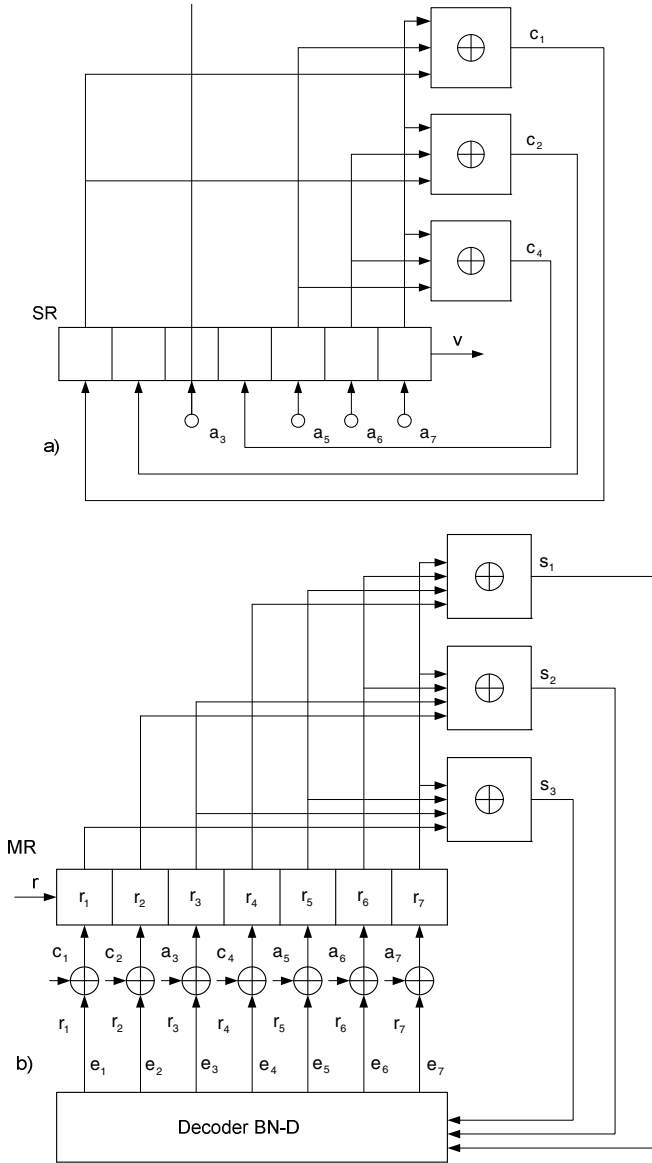 c₁
c₂
c₄
SR
v
a₃ a₅ a₆ a₇
a)
s₁
s₂
s₃
MR
r r₁ r₂ r₃ r₄ r₅ r₆ r₇
c₁ c₂ a₃ c₄ a₅ a₆ a₇
r₁ r₂ r₃ r₄ r₅ r₆ r₇
b) e₁ e₂ e₃ e₄ e₅ e₆ e₇
Decoder BN-D